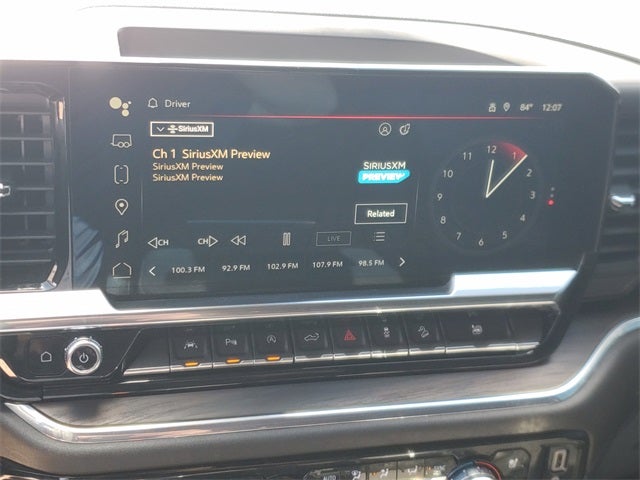 Driver
84° 12:07
SiriusXM
Ch 1 SiriusXM Preview
SiriusXM Preview
SiriusXM Preview
SIRIUSXM
PREVIEW
Related
CH
CH
LIVE
100.3 FM 92.9 FM 102.9 FM 107.9 FM 98.5 FM
12
1
2
3
4
5
6
7
8
9
10
11
AUTO